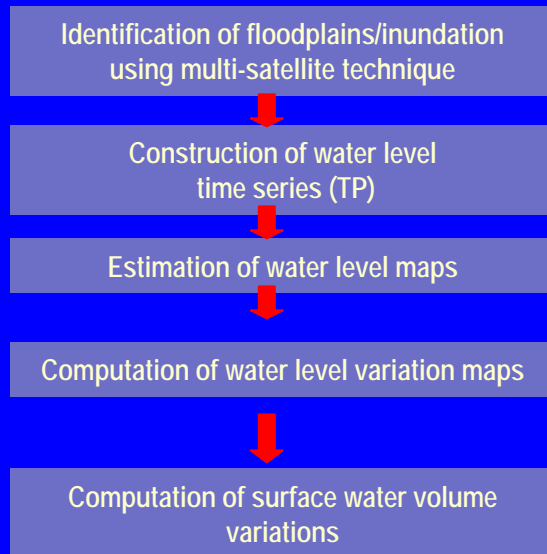 Identification of floodplains/inundation
using multi-satellite technique
Construction of water level
time series (TP)
Estimation of water level maps
Computation of water level variation maps
Computation of surface water volume
variations